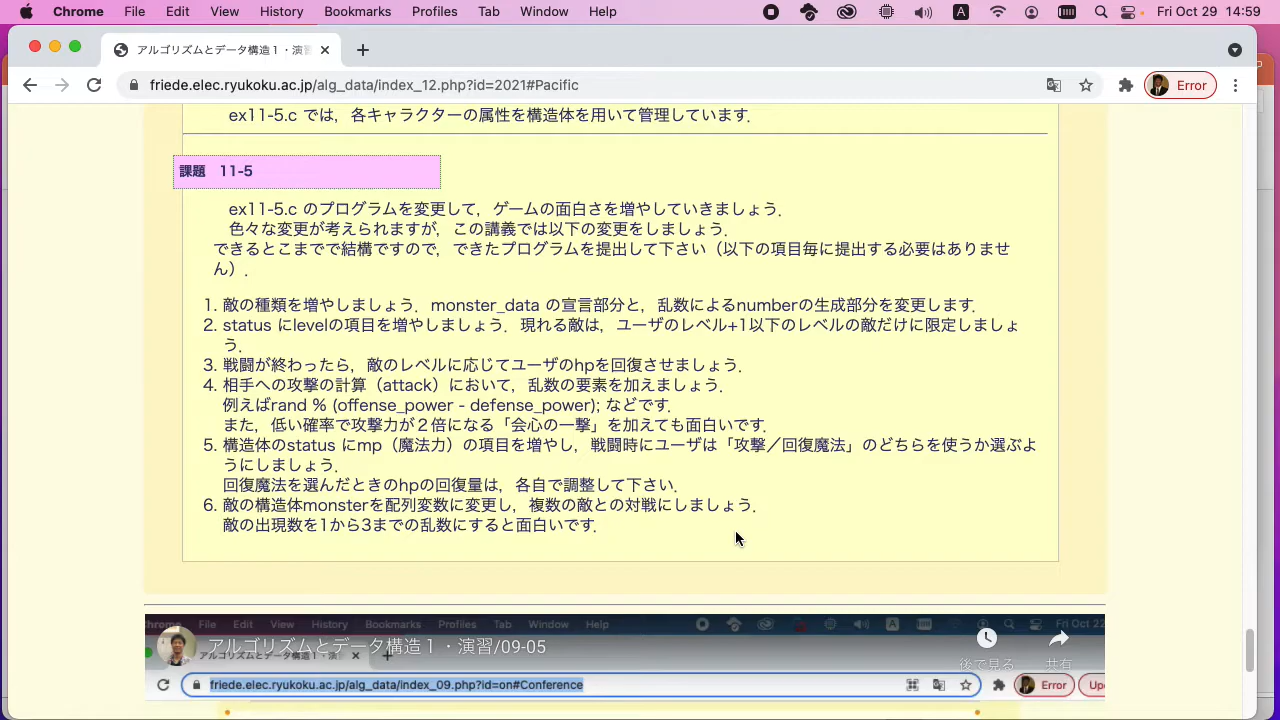 Chrome File Edit View History Bookmarks Profiles Tab Window Help A Fri Oct 29 14:59
アルゴリズムとデータ構造１・演習
friede.elec.ryukoku.ac.jp/alg_data/index_12.php?id=2021#Pacific Error
ex11-5.c では，各キャラクターの属性を構造体を用いて管理しています．
課題 11-5
ex11-5.c のプログラムを変更して，ゲームの面白さを増やしていきましょう．
色々な変更が考えられますが，この講義では以下の変更をしましょう．
できるとこまでで結構ですので，できたプログラムを提出して下さい（以下の項目毎に提出する必要はありませ
ん）．
1. 敵の種類を増やしましょう．monster_data の宣言部分と，乱数によるnumberの生成部分を変更します．
2. status にlevelの項目を増やしましょう．現れる敵は，ユーザのレベル+1以下のレベルの敵だけに限定しましょ
う．
3. 戦闘が終わったら，敵のレベルに応じてユーザのhpを回復させましょう．
4. 相手への攻撃の計算（attack）において，乱数の要素を加えましょう．
例えばrand % (offense_power - defense_power); などです．
また，低い確率で攻撃力が２倍になる「会心の一撃」を加えても面白いです．
5. 構造体のstatus にmp（魔法力）の項目を増やし，戦闘時にユーザは「攻撃／回復魔法」のどちらを使うか選ぶよ
うにしましょう．
回復魔法を選んだときのhpの回復量は，各自で調整して下さい．
6. 敵の構造体monsterを配列変数に変更し，複数の敵との対戦にしましょう．
敵の出現数を1から3までの乱数にすると面白いです．
Chrome File Edit View History Bookmarks Profiles Tab Window Help A Fri Oct 22
アルゴリズムとデータ構造１・演習/09-05
アルゴリズムとデータ構造１・演
後で見る 共有
friede.elec.ryukoku.ac.jp/alg_data/index_09.php?id=on#Conference Error Up